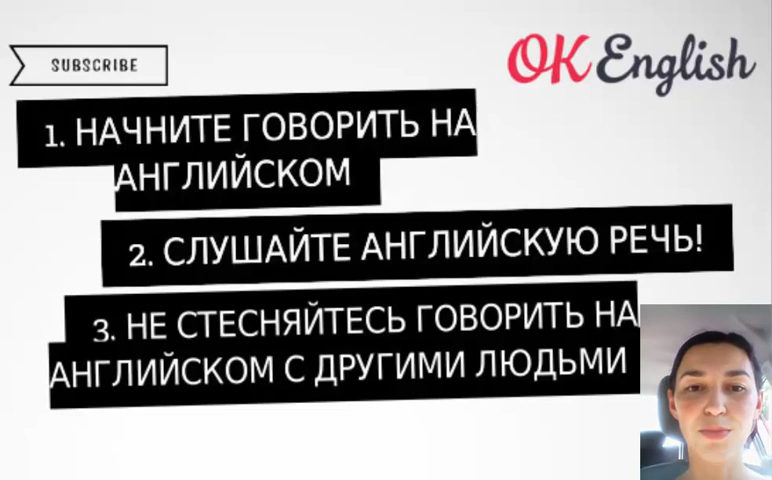 SUBSCRIBE
OK English
1. НАЧНИТЕ ГОВОРИТЬ НА
АНГЛИЙСКОМ
2. СЛУШАЙТЕ АНГЛИЙСКУЮ РЕЧЬ!
3. НЕ СТЕСНЯЙТЕСЬ ГОВОРИТЬ НА
АНГЛИЙСКОМ С ДРУГИМИ ЛЮДЬМИ